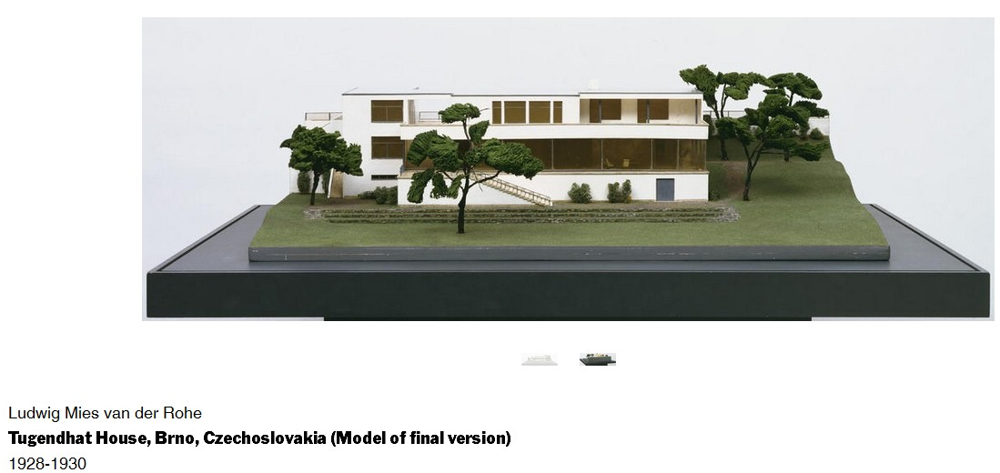 Ludwig Mies van der Rohe
Tugendhat House, Brno, Czechoslovakia (Model of final version)
1928-1930